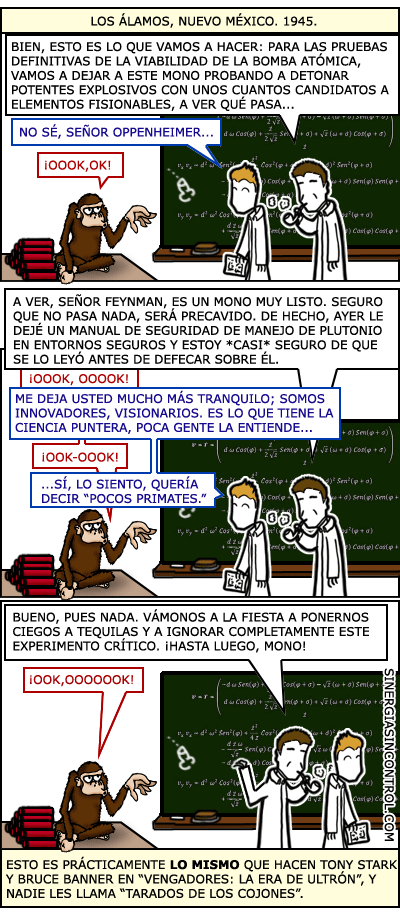 LOS ÁLAMOS, NUEVO MÉXICO. 1945.
BIEN, ESTO ES LO QUE VAMOS A HACER: PARA LAS PRUEBAS
DEFINITIVAS DE LA VIABILIDAD DE LA BOMBA ATÓMICA,
VAMOS A DEJAR A ESTE MONO PROBANDO A DETONAR
POTENTES EXPLOSIVOS CON UNOS CUANTOS CANDIDATOS A
ELEMENTOS FISIONABLES, A VER QUÉ PASA...
NO SÉ, SEÑOR OPPENHEIMER...
¡OOOK,OK!
A VER, SEÑOR FEYNMAN, ES UN MONO MUY LISTO. SEGURO
QUE NO PASA NADA, SERÁ PRECAVIDO. DE HECHO, AYER LE
DEJÉ UN MANUAL DE SEGURIDAD DE MANEJO DE PLUTONIO
EN ENTORNOS SEGUROS Y ESTOY *CASI* SEGURO DE QUE
SE LO LEYÓ ANTES DE DEFECAR SOBRE ÉL.
¡OOOK, OOOOK!
ME DEJA USTED MUCHO MÁS TRANQUILO; SOMOS
INNOVADORES, VISIONARIOS. ES LO QUE TIENE LA
CIENCIA PUNTERA, POCA GENTE LA ENTIENDE...
¡OOK-OOOK!
...SÍ, LO SIENTO, QUERÍA
DECIR “POCOS PRIMATES.”
BUENO, PUES NADA. VÁMONOS A LA FIESTA A PONERNOS
CIEGOS A TEQUILAS Y A IGNORAR COMPLETAMENTE ESTE
EXPERIMENTO CRÍTICO. ¡HASTA LUEGO, MONO!
¡OOK,OOOOOOK!
SINERGIASINCONTROL.COM
ESTO ES PRÁCTICAMENTE LO MISMO QUE HACEN TONY STARK
Y BRUCE BANNER EN “VENGADORES: LA ERA DE ULTRÓN”, Y
NADIE LES LLAMA “TARADOS DE LOS COJONES”.